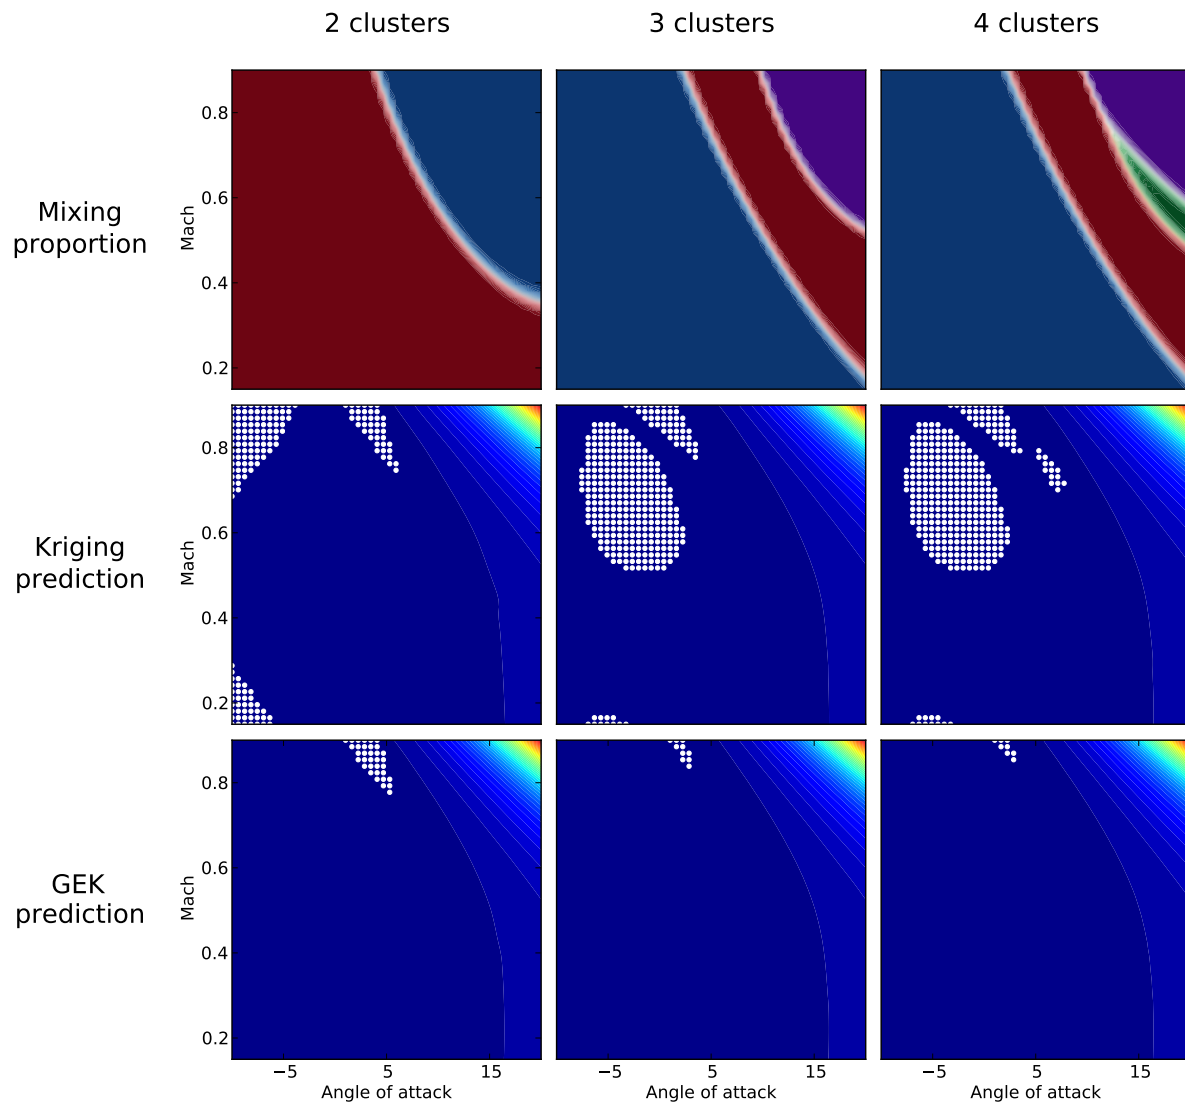 2 clusters 3 clusters 4 clusters
Mixing
proportion
Mach
0.8
0.6
0.4
0.2
Kriging
prediction
Mach
0.8
0.6
0.4
0.2
GEK
prediction
Mach
0.8
0.6
0.4
0.2
−5 5 15 −5 5 15 −5 5 15
Angle of attack Angle of attack Angle of attack